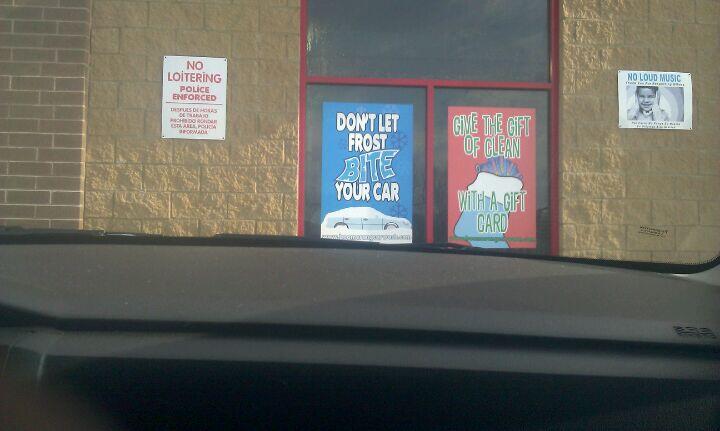 NO
LOITERING
POLICE
ENFORCED
DESPUES DE HORAS
DE TRABAJO
PROHIBIDO RONDAR
ESTA AREA, POLICIA
INFORMADA
DON'T LET
FROST
BITE
YOUR CAR
GIVE THE GIFT
OF CLEAN
WITH A GIFT
CARD
NO LOUD MUSIC